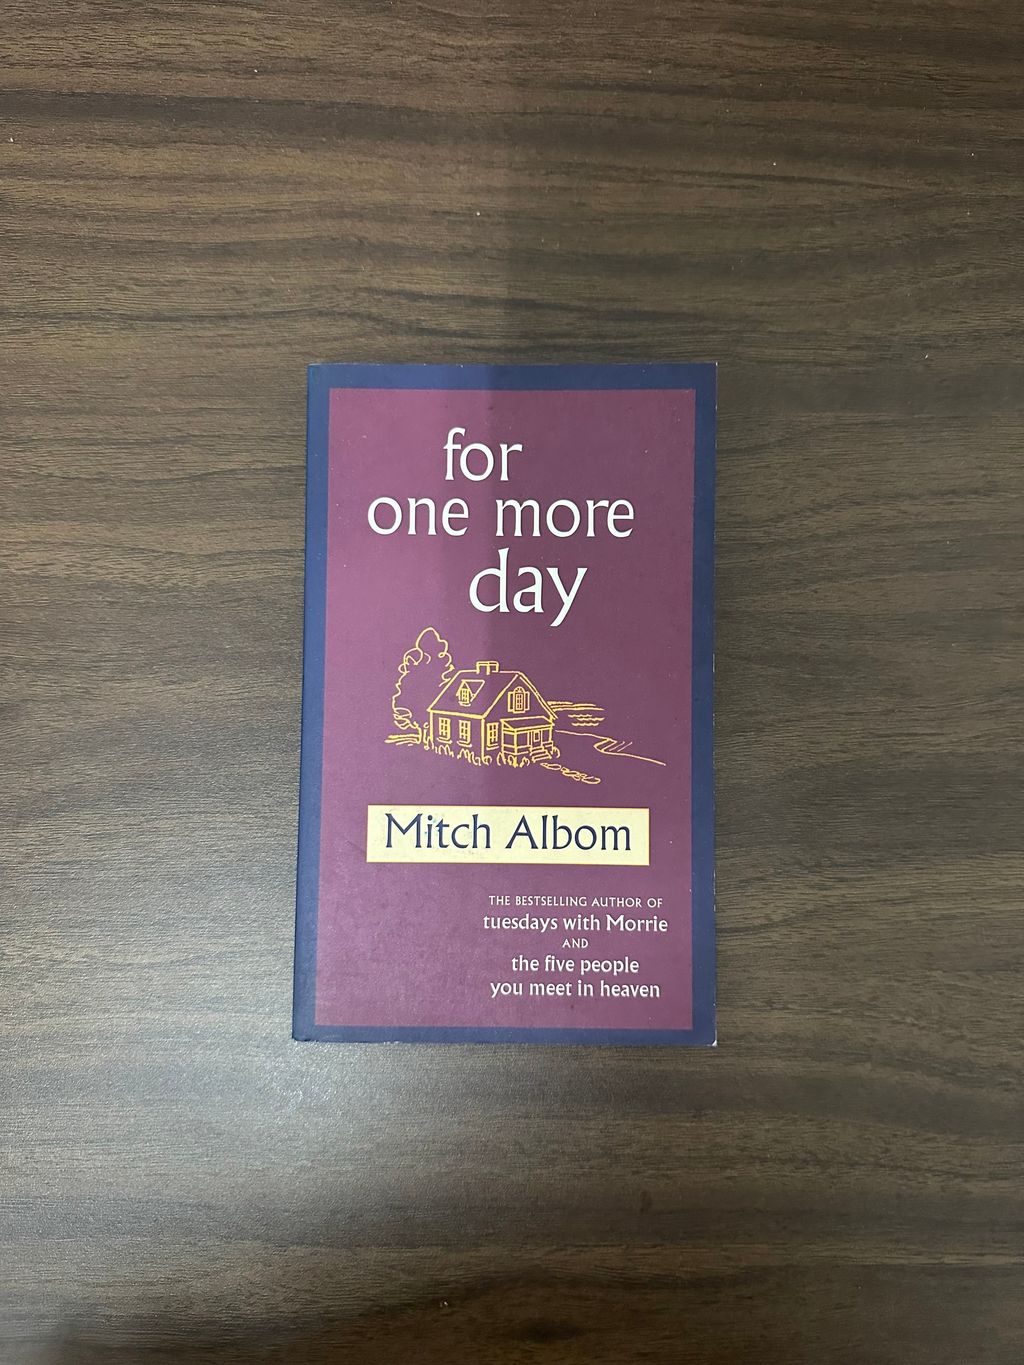 for
one more
day
Mitch Albom
THE BESTSELLING AUTHOR OF
tuesdays with Morrie
AND
the five people
you meet in heaven